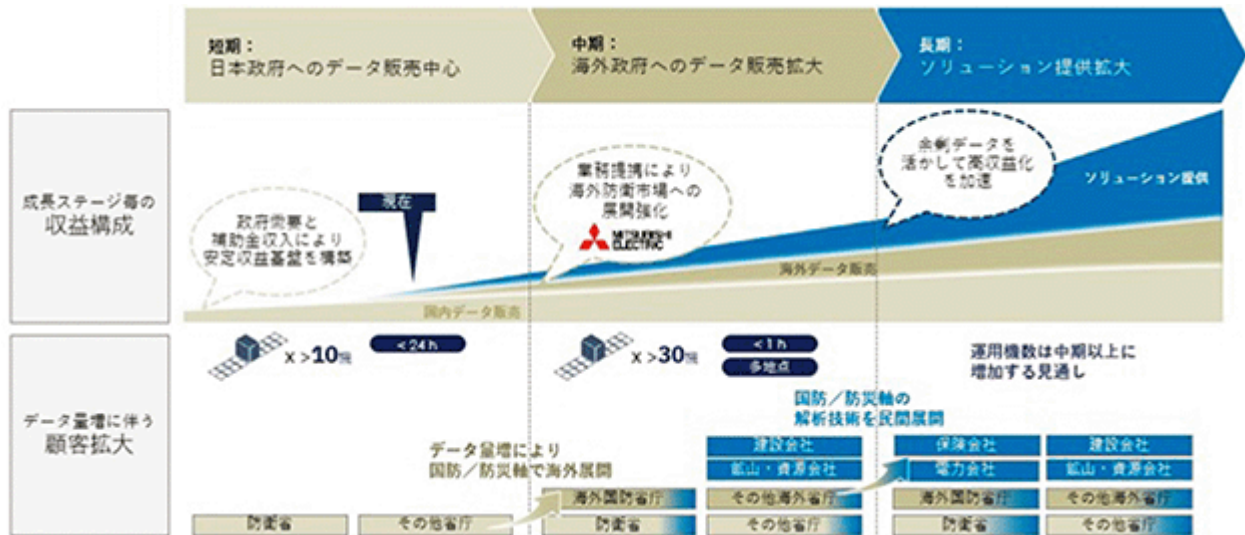 短期：
日本政府へのデータ販売中心
中期：
海外政府へのデータ販売拡大
長期：
ソリューション提供拡大
成長ステージ毎の
収益構成
政府需要と
補助金収入により
安定収益基盤を構築
現在
業務提携により
海外防衛市場への
展開強化
MITSUBISHI
ELECTRIC
余剰データを
活かして高収益化
を加速
ソリューション提供
海外データ販売
国内データ販売
データ量増に伴う
顧客拡大
x >10機
<24h
x >30機
<1h
多地点
運用機数は中期以上に
増加する見通し
データ量増により
国防／防災軸で海外展開
国防／防災軸の
解析技術を民間展開
建設会社
鉱山・資源会社
保険会社
電力会社
建設会社
鉱山・資源会社
海外国防省庁
その他海外省庁
海外国防省庁
その他海外省庁
防衛省
その他省庁
防衛省
その他省庁
防衛省
その他省庁